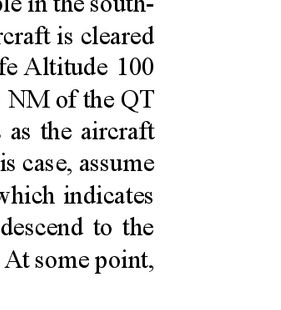 ple in the south-
rcraft is cleared
fe Altitude 100
NM of the QT
as the aircraft
is case, assume
which indicates
descend to the
At some point,